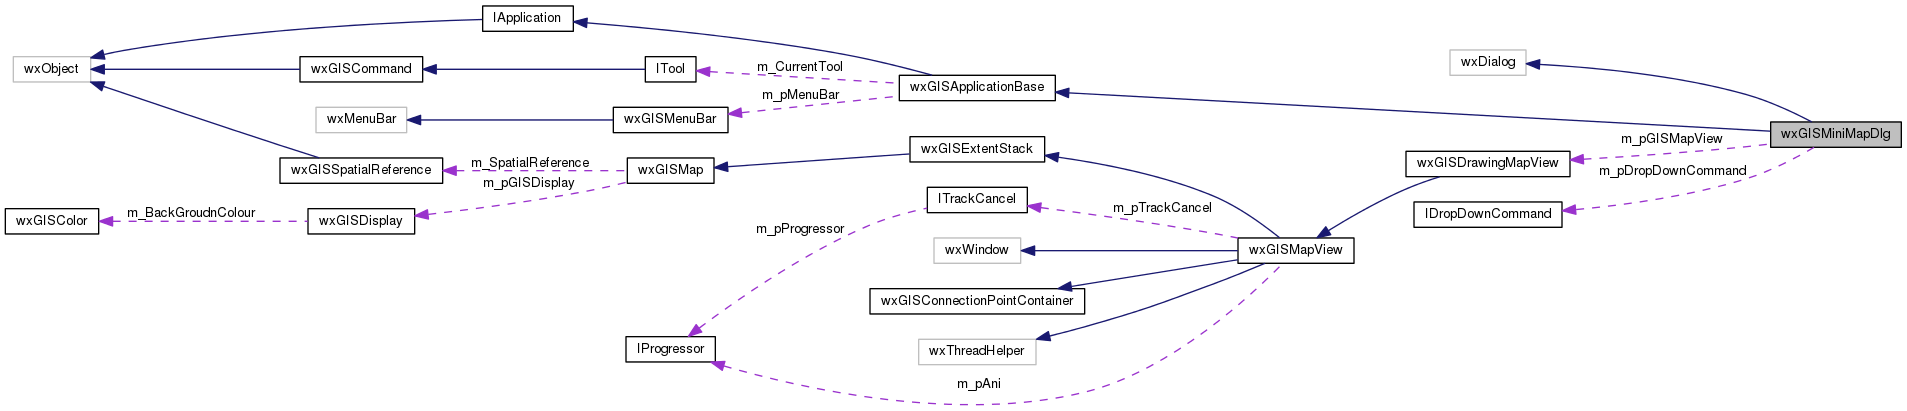 IApplication
wxObject
wxGISCommand
ITool
m_CurrentTool
wxDialog
wxGISApplicationBase
m_pMenuBar
wxMenuBar
wxGISMenuBar
wxGISMiniMapDlg
m_pGISMapView
wxGISExtentStack
m_SpatialReference
wxGISSpatialReference
wxGISMap
wxGISDrawingMapView
m_pDropDownCommand
m_pGISDisplay
ITrackCancel
m_pTrackCancel
IDropDownCommand
wxGISColor
m_BackGroudnColour
wxGISDisplay
m_pProgressor
wxWindow
wxGISMapView
wxGISConnectionPointContainer
IProgressor
wxThreadHelper
m_pAni